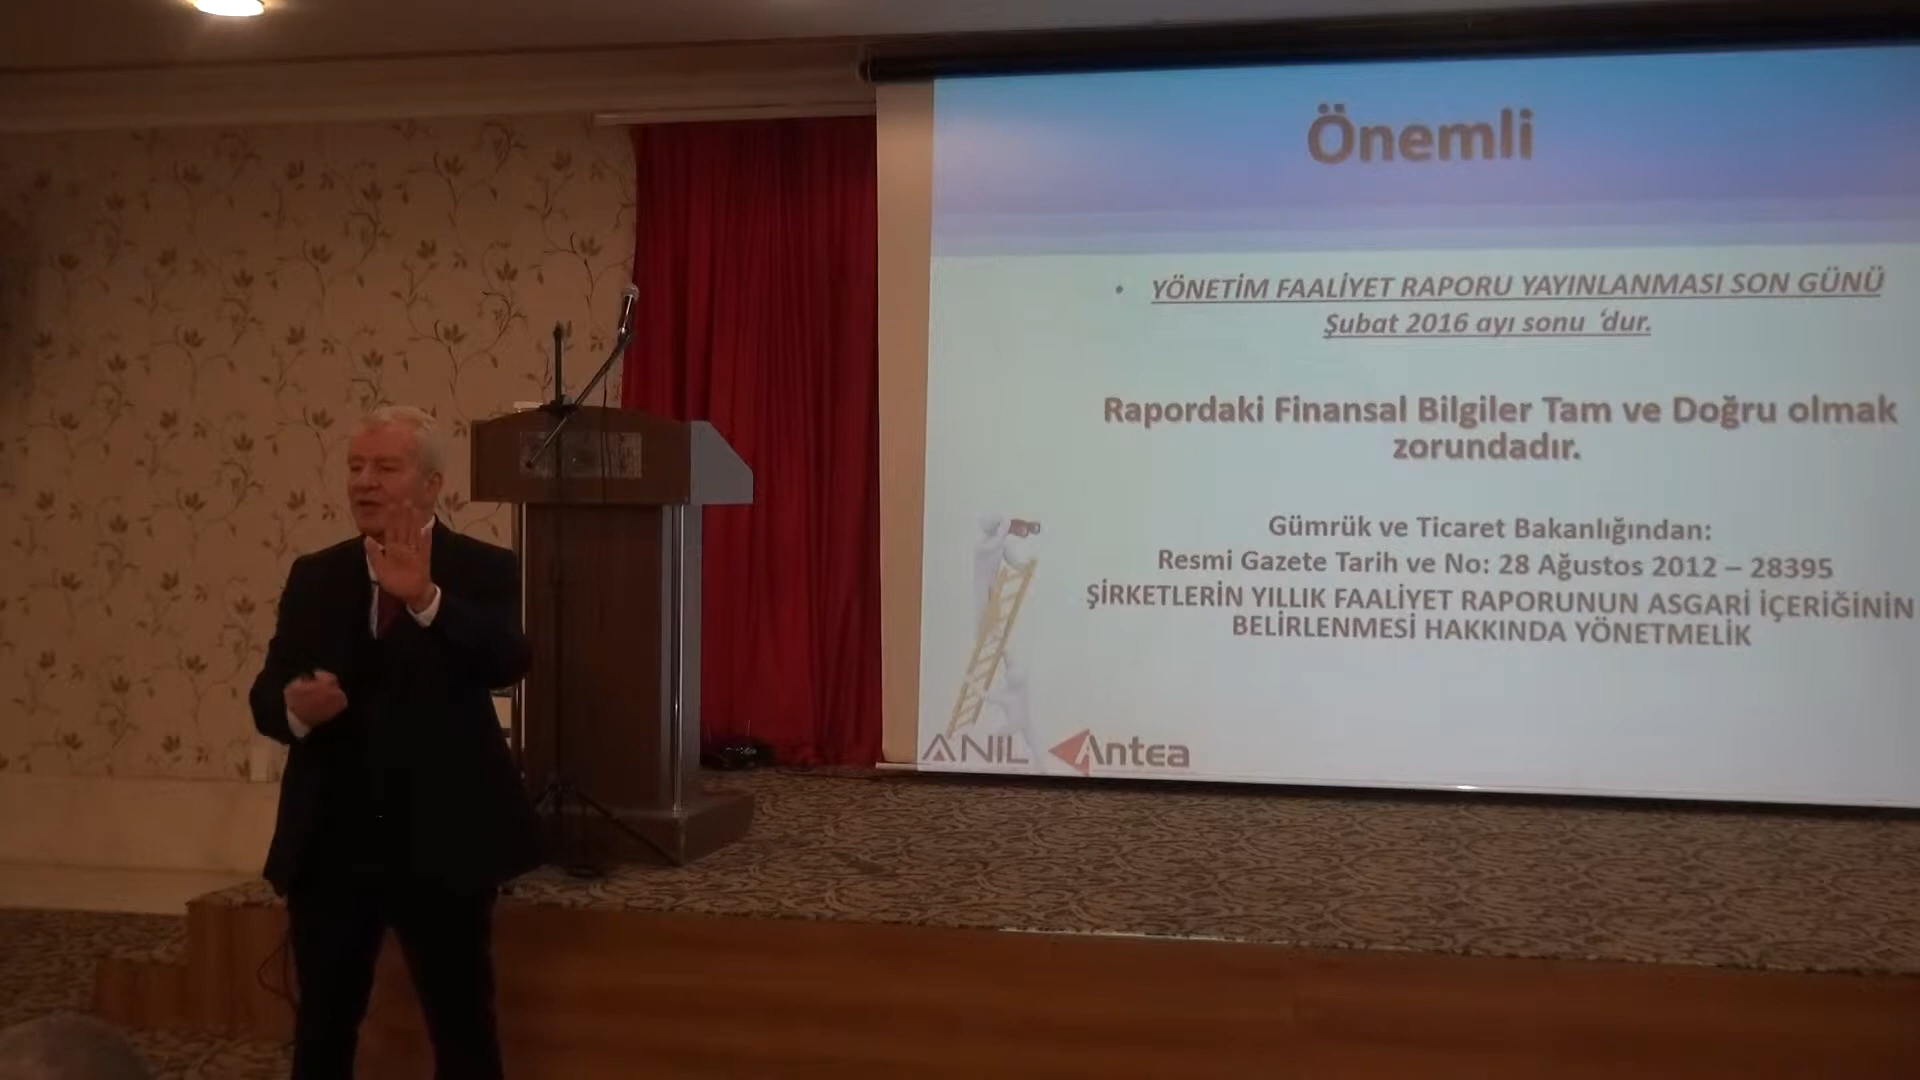 Önemli
• YÖNETİM FAALİYET RAPORU YAYINLANMASI SON GÜNÜ
Şubat 2016 ayı sonu ‘dur.
Rapordaki Finansal Bilgiler Tam ve Doğru olmak
zorundadır.
Gümrük ve Ticaret Bakanlığından:
Resmi Gazete Tarih ve No: 28 Ağustos 2012 – 28395
ŞİRKETLERİN YILLIK FAALİYET RAPORUNUN ASGARİ İÇERİĞİNİN
BELİRLENMESİ HAKKINDA YÖNETMELİK
ANIL Antea